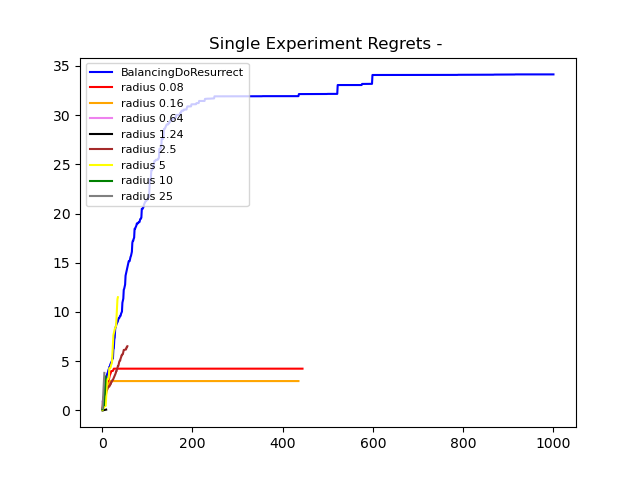 Single Experiment Regrets -
BalancingDoResurrect
radius 0.08
radius 0.16
radius 0.64
radius 1.24
radius 2.5
radius 5
radius 10
radius 25
35
30
25
20
15
10
5
0
0 200 400 600 800 1000